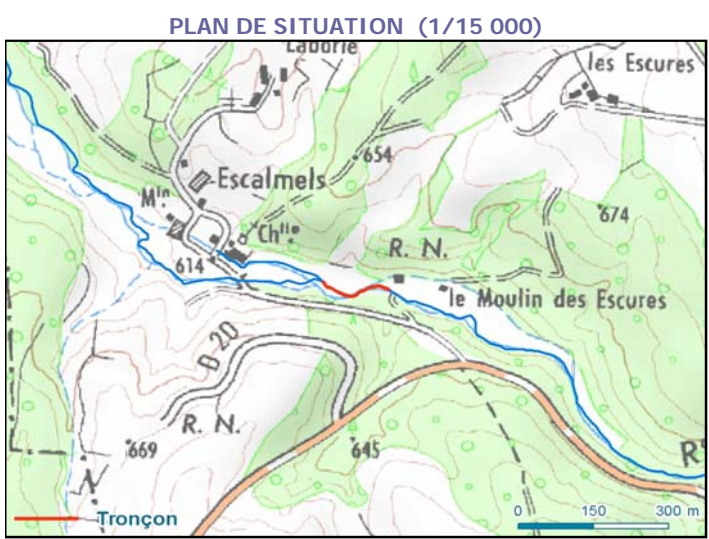 PLAN DE SITUATION (1/15 000)
Laborie
les Escures
654
Escalmels
Mⁱⁿ.
674
Chˡˡᵉ
R. N.
614
le Moulin des Escures
D 20
R. N.
669
645
Tronçon
0 150 300 m